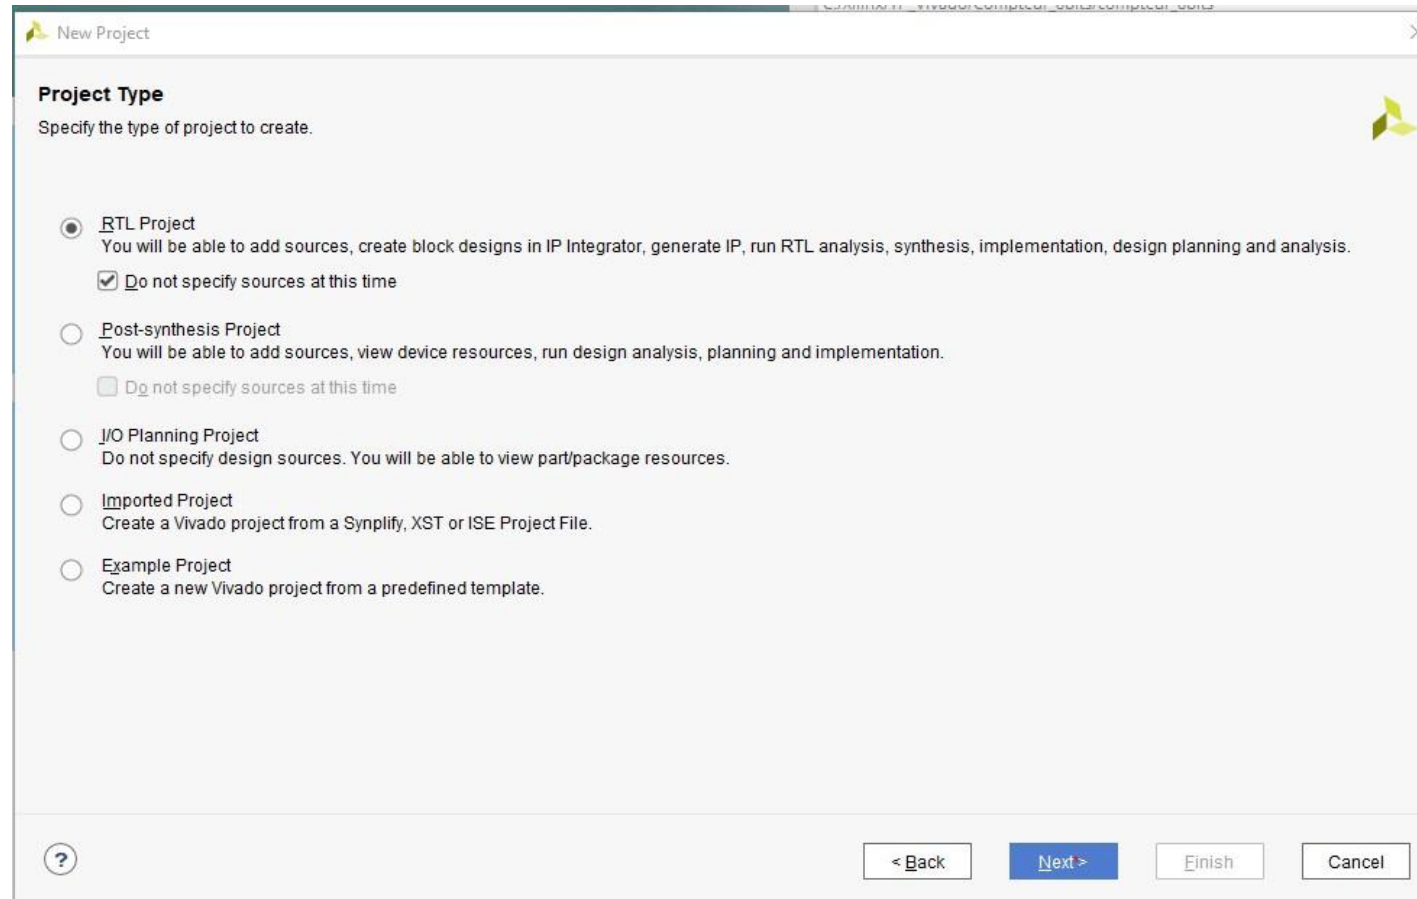 New Project
Project Type
Specify the type of project to create.
RTL Project
You will be able to add sources, create block designs in IP Integrator, generate IP, run RTL analysis, synthesis, implementation, design planning and analysis.
Do not specify sources at this time
Post-synthesis Project
You will be able to add sources, view device resources, run design analysis, planning and implementation.
Do not specify sources at this time
I/O Planning Project
Do not specify design sources. You will be able to view part/package resources.
Imported Project
Create a Vivado project from a Synplify, XST or ISE Project File.
Example Project
Create a new Vivado project from a predefined template.
?
< Back
Next >
Finish
Cancel